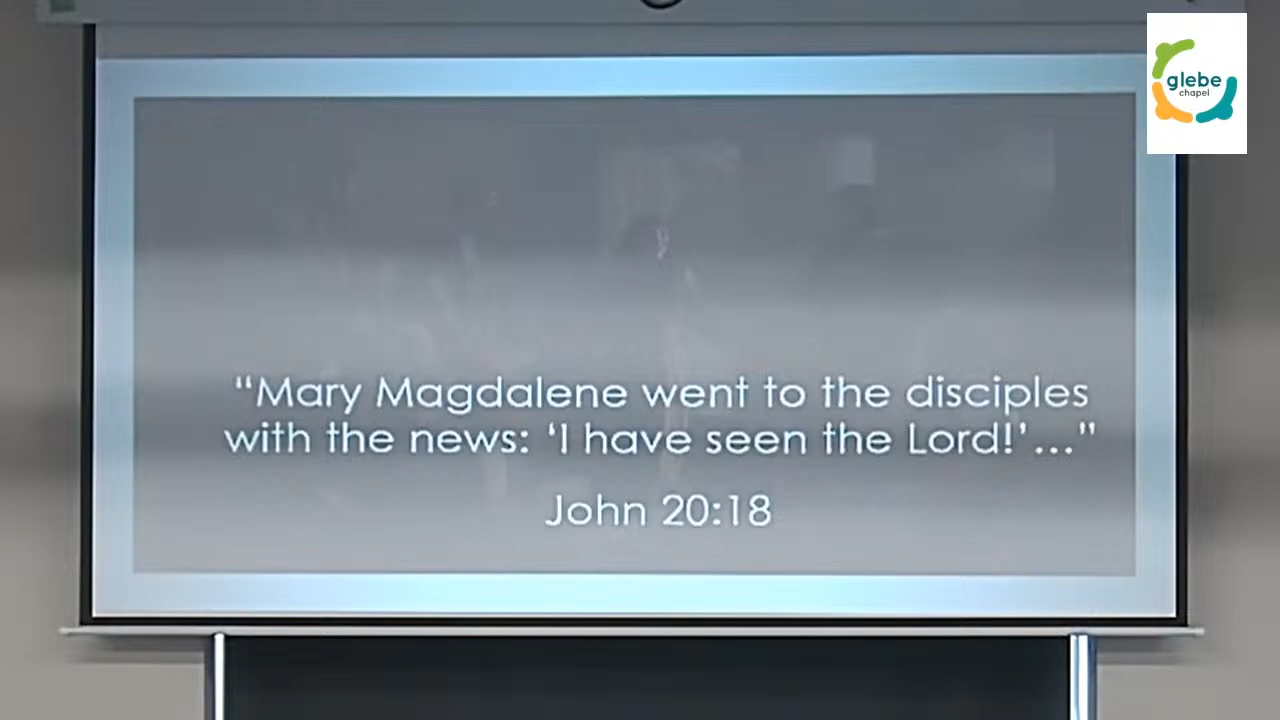 glebe
chapel
“Mary Magdalene went to the disciples
with the news: ‘I have seen the Lord!’...”
John 20:18